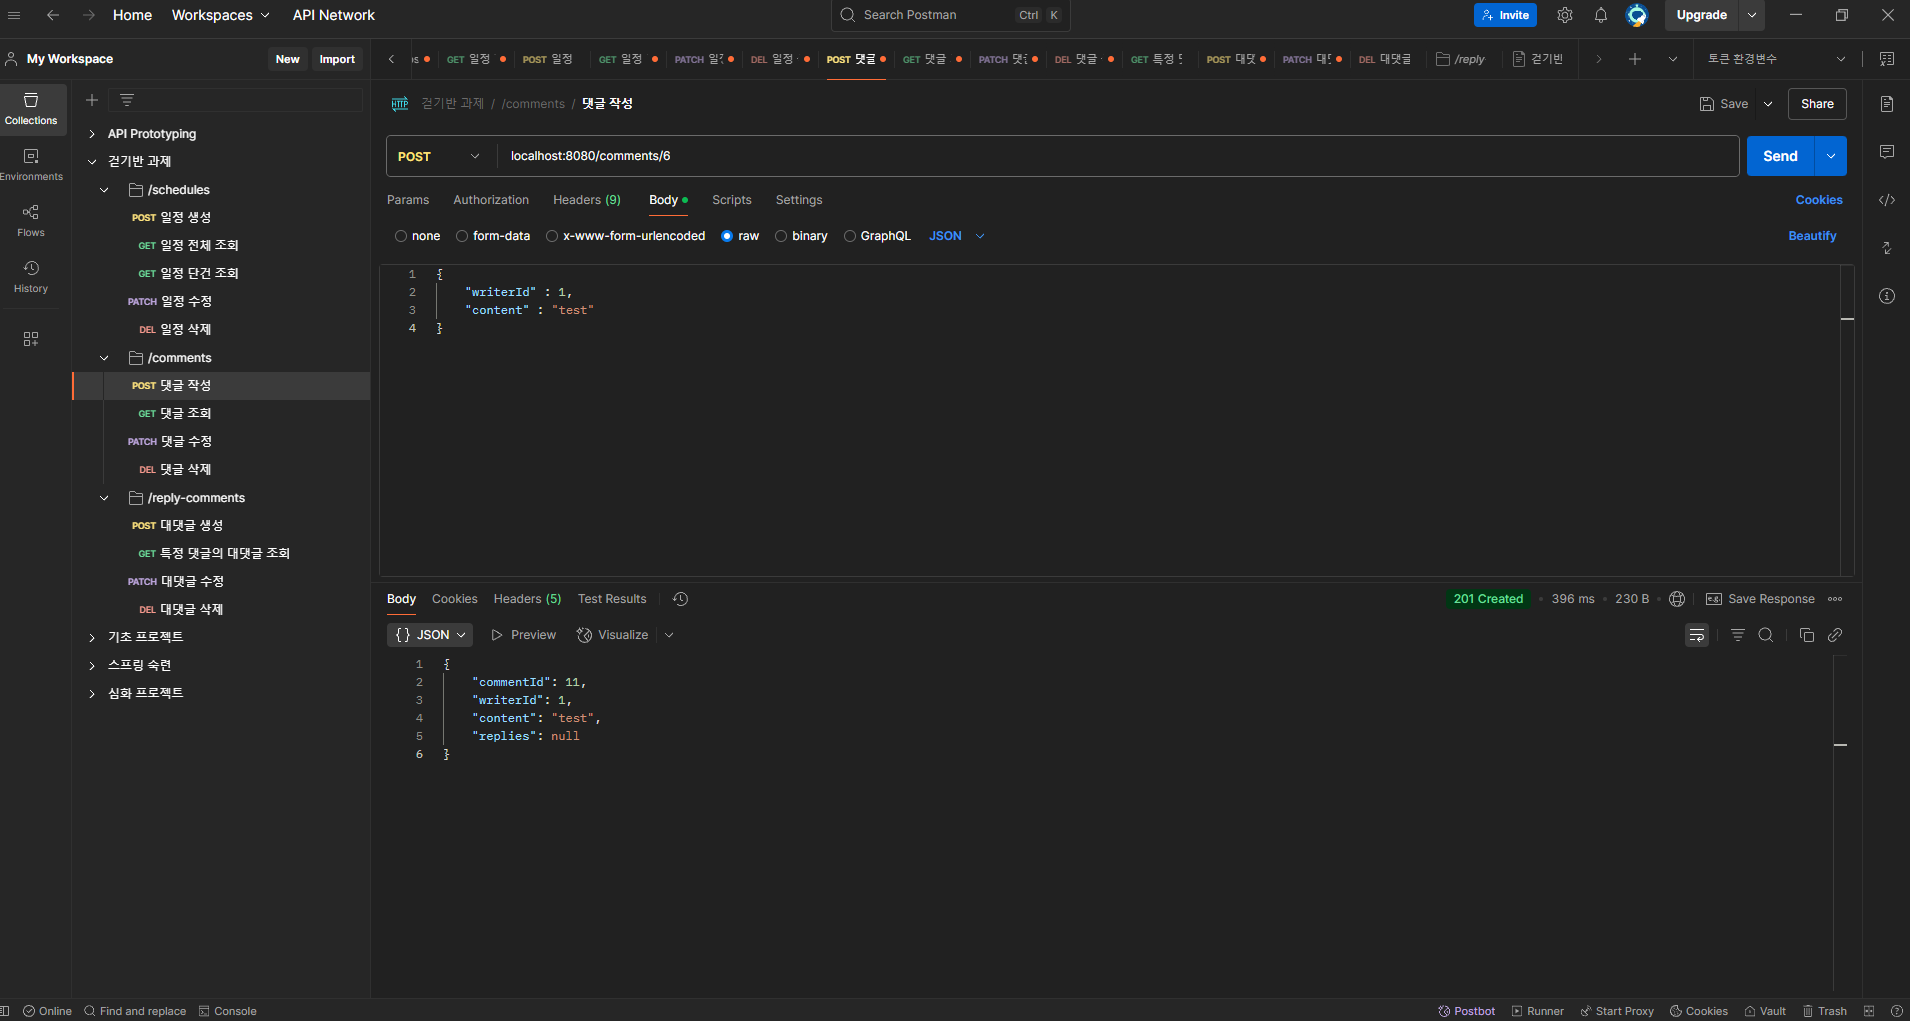 Home Workspaces API Network Search Postman Ctrl K Invite Upgrade
My Workspace New Import
GET 일정 POST 일정 GET 일정 PATCH DEL 일정 POST 댓글 GET 댓글 PATCH DEL 댓글 GET 특정 POST PATCH DEL 대댓글 /reply 걷기반 토큰 환경변수
Collections
Environments
Flows
History
API Prototyping
걷기반 과제
/schedules
POST 일정 생성
GET 일정 전체 조회
GET 일정 단건 조회
PATCH 일정 수정
DEL 일정 삭제
/comments
POST 댓글 작성
GET 댓글 조회
PATCH 댓글 수정
DEL 댓글 삭제
/reply-comments
POST 대댓글 생성
GET 특정 댓글의 대댓글 조회
PATCH 대댓글 수정
DEL 대댓글 삭제
기초 프로젝트
스프링 숙련
심화 프로젝트
HTTP 걷기반 과제 / /comments / 댓글 작성 Save Share
POST localhost:8080/comments/6 Send
Params Authorization Headers (9) Body Scripts Settings Cookies
none form-data x-www-form-urlencoded raw binary GraphQL JSON Beautify
1 {
2 "writerId" : 1,
3 "content" : "test"
4 }
Body Cookies Headers (5) Test Results 201 Created 396 ms 230 B e.g. Save Response
{} JSON Preview Visualize
1 {
2 "commentId": 11,
3 "writerId": 1,
4 "content": "test",
5 "replies": null
6 }
Online Find and replace Console Postbot Runner Start Proxy Cookies Vault Trash